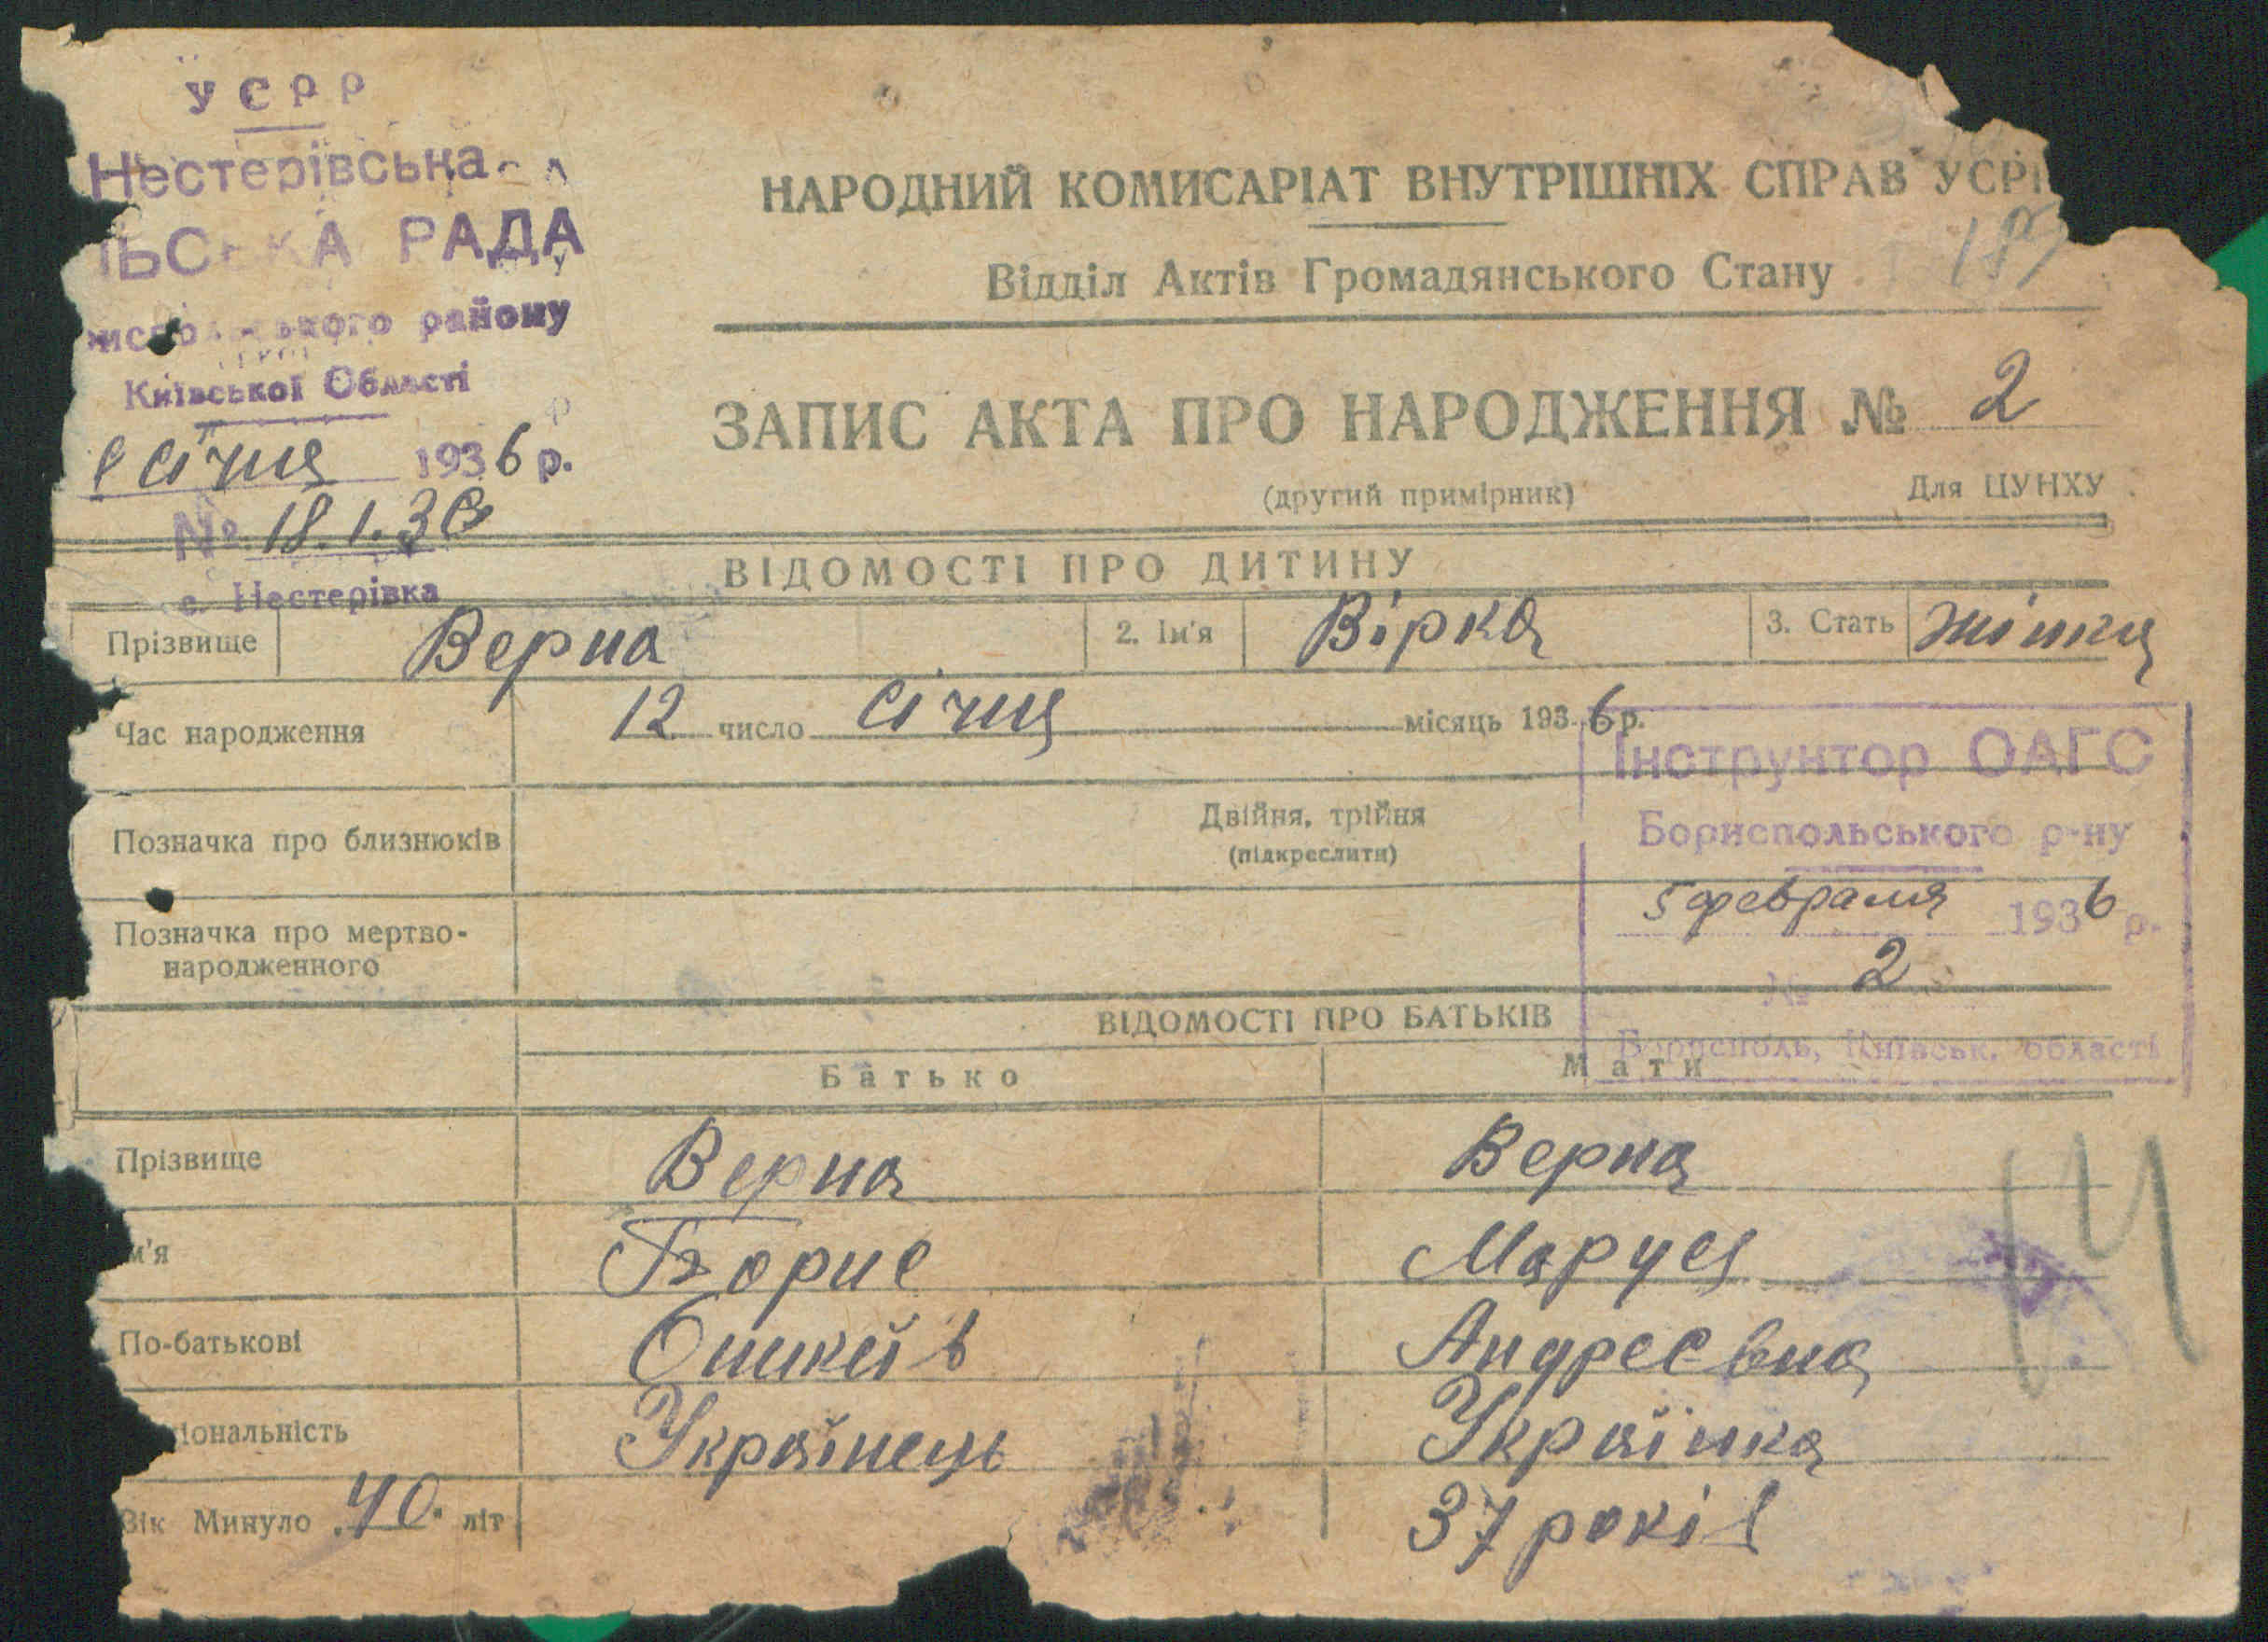 УСРР
Нестерівська
ЛЬСЬКА РАДА
району
Київської Області
січня 1936 р.
№ 18.1.36
с. Нестерівка
НАРОДНИЙ КОМИСАРІАТ ВНУТРІШНІХ СПРАВ УСРР
Відділ Актів Громадянського Стану
ЗАПИС АКТА ПРО НАРОДЖЕННЯ № 2
(другий примірник) Для ЦУНХУ
ВІДОМОСТІ ПРО ДИТИНУ
Прізвище Верна 2. Ім'я Вірка 3. Стать жінка
Час народження 12 число січня місяць 1936 р.
Інструктор ОАГС
Бориспольського р-ну
5 февраля 1936 р.
№ 2
Борисполь, Київськ. області
Позначка про близнюків Двійня, трійня
(підкреслити)
Позначка про мертво-
народженного
ВІДОМОСТІ ПРО БАТЬКІВ
Батько Мати
Прізвище Верна Верна
м'я Борис Маруся
По-батькові Андреевна
іональність Українець Українка
Вік Минуло 40 літ 37 років